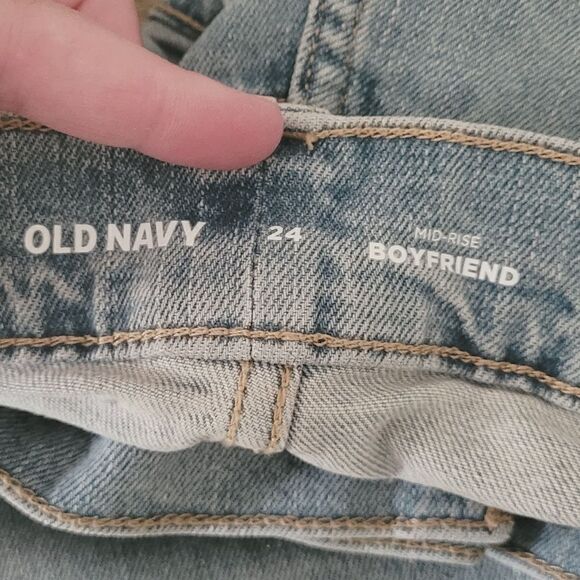 OLD NAVY
24
MID-RISE
BOYFRIEND